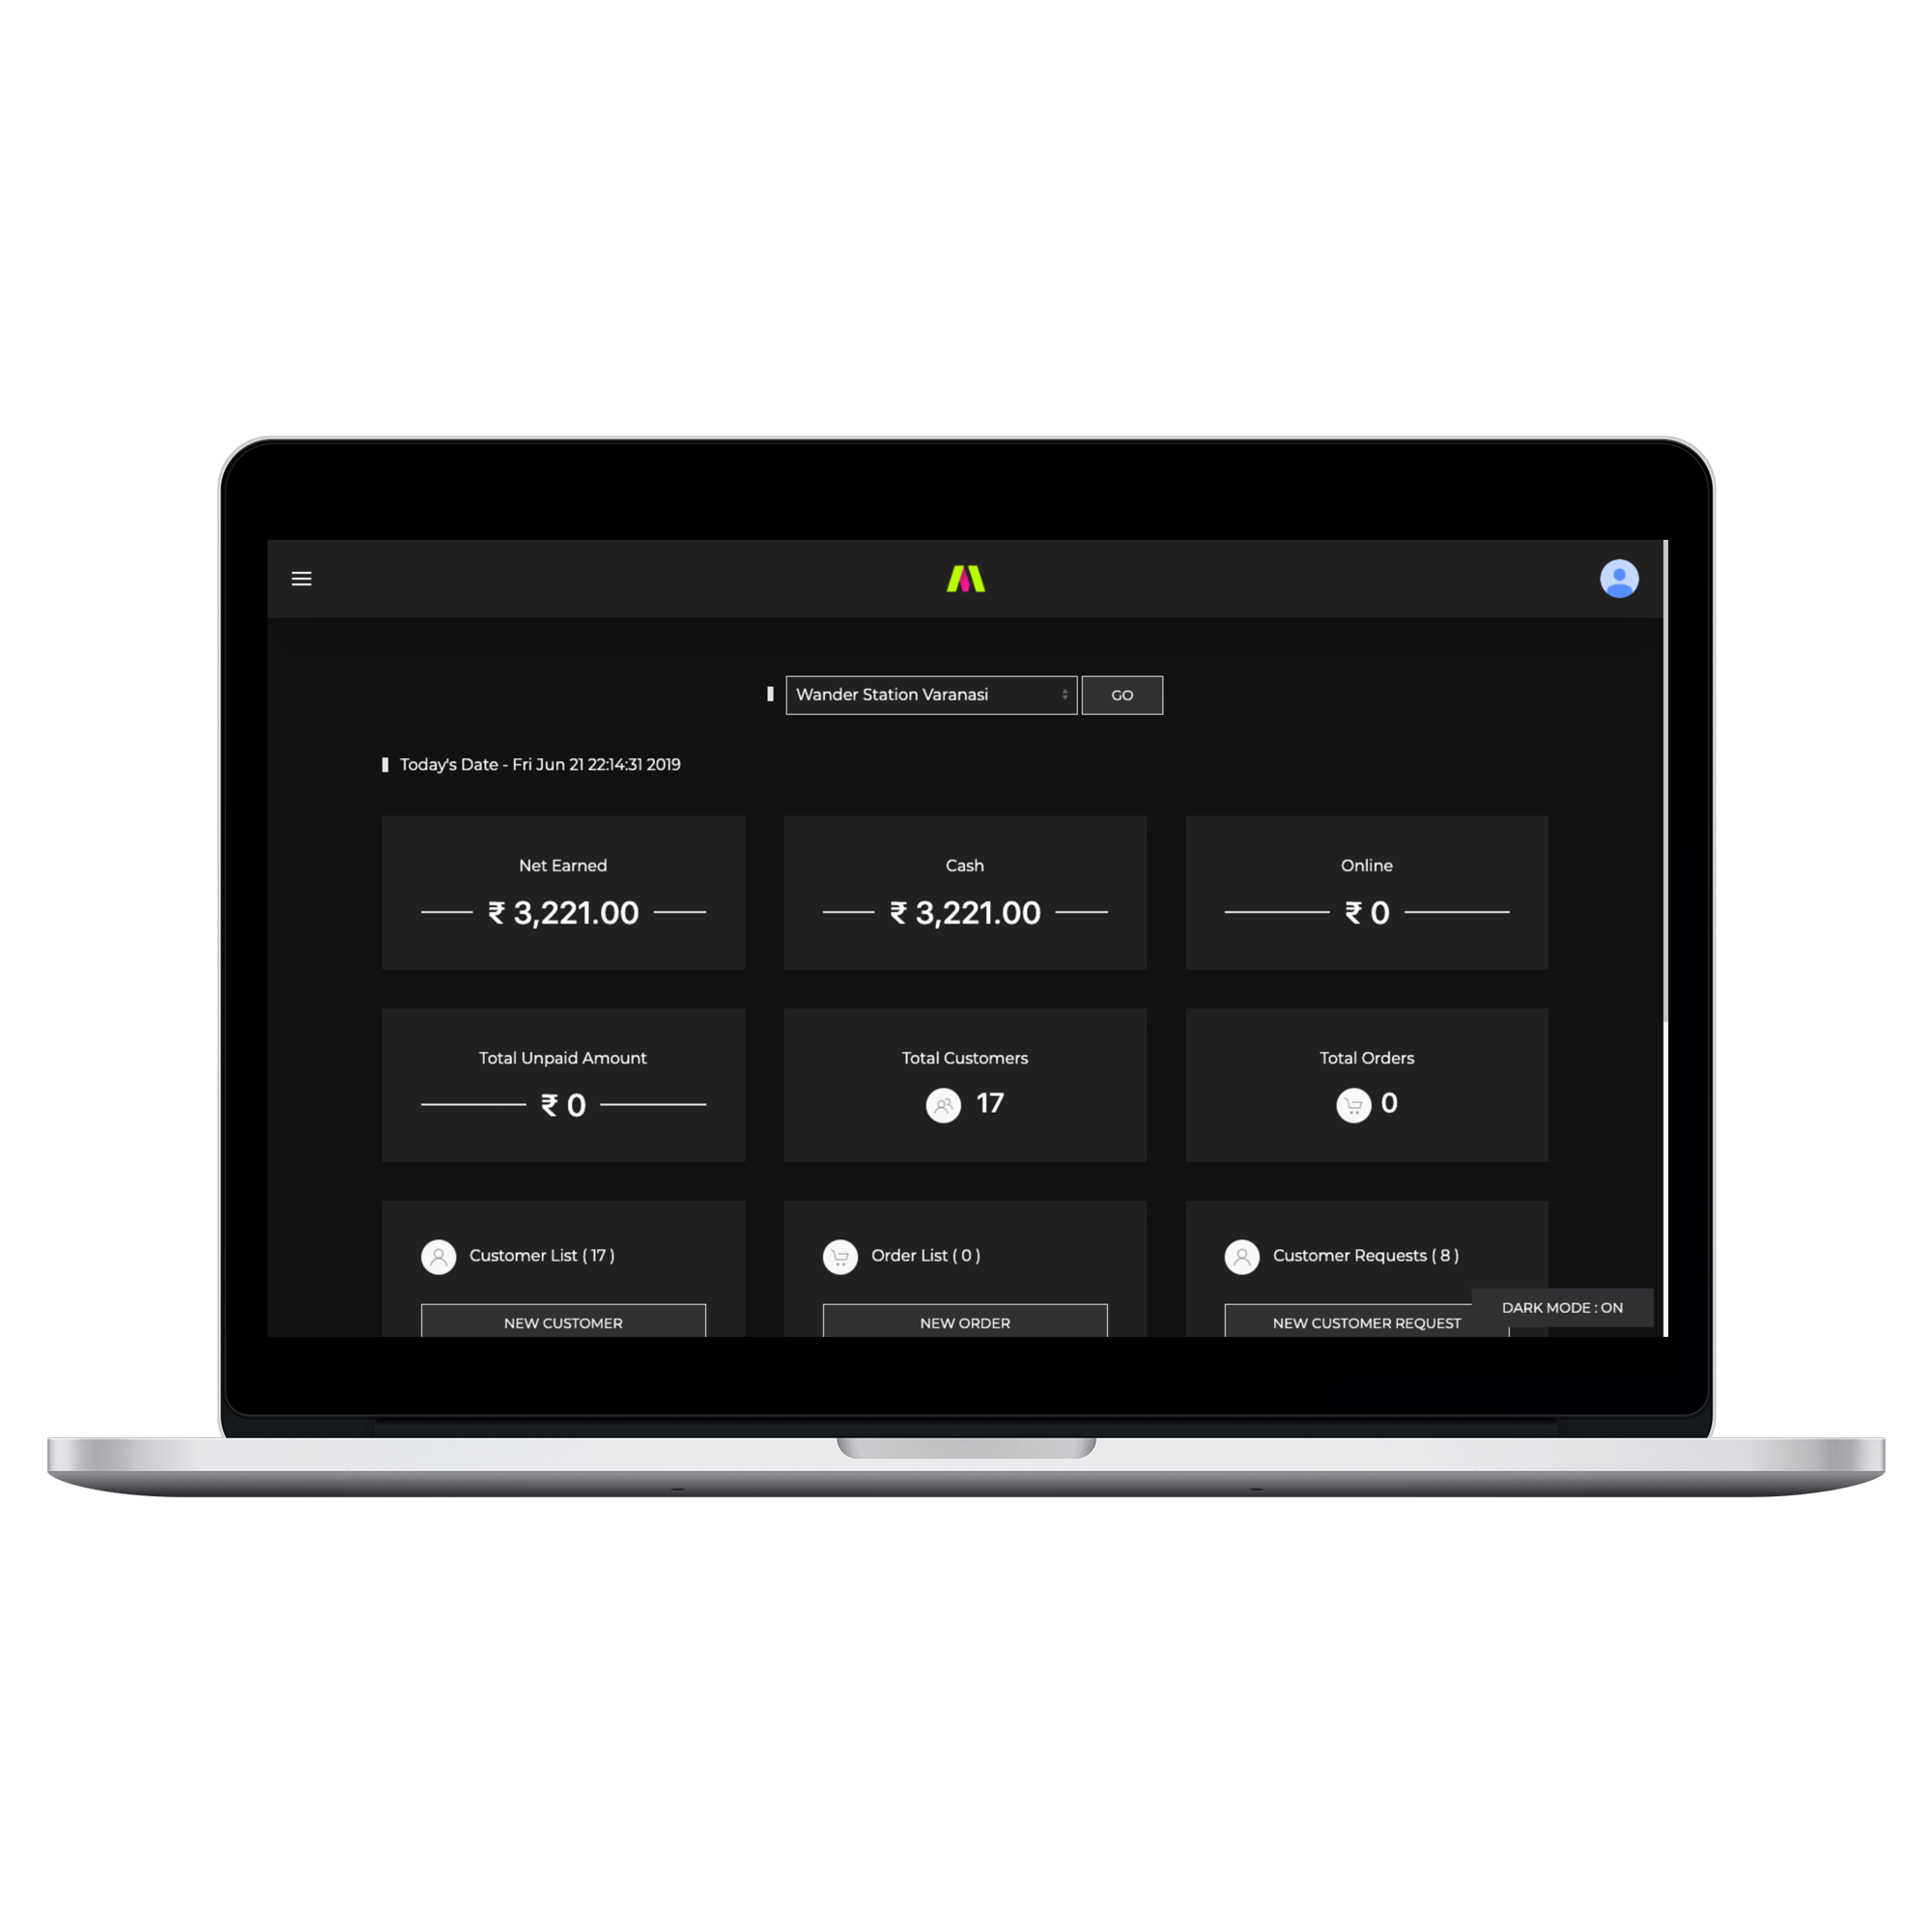 Wander Station Varanasi
GO
Today's Date - Fri Jun 21 22:14:31 2019
Net Earned
₹ 3,221.00
Cash
₹ 3,221.00
Online
₹ 0
Total Unpaid Amount
₹ 0
Total Customers
17
Total Orders
0
Customer List ( 17 )
NEW CUSTOMER
Order List ( 0 )
NEW ORDER
Customer Requests ( 8 )
NEW CUSTOMER REQUEST
DARK MODE : ON